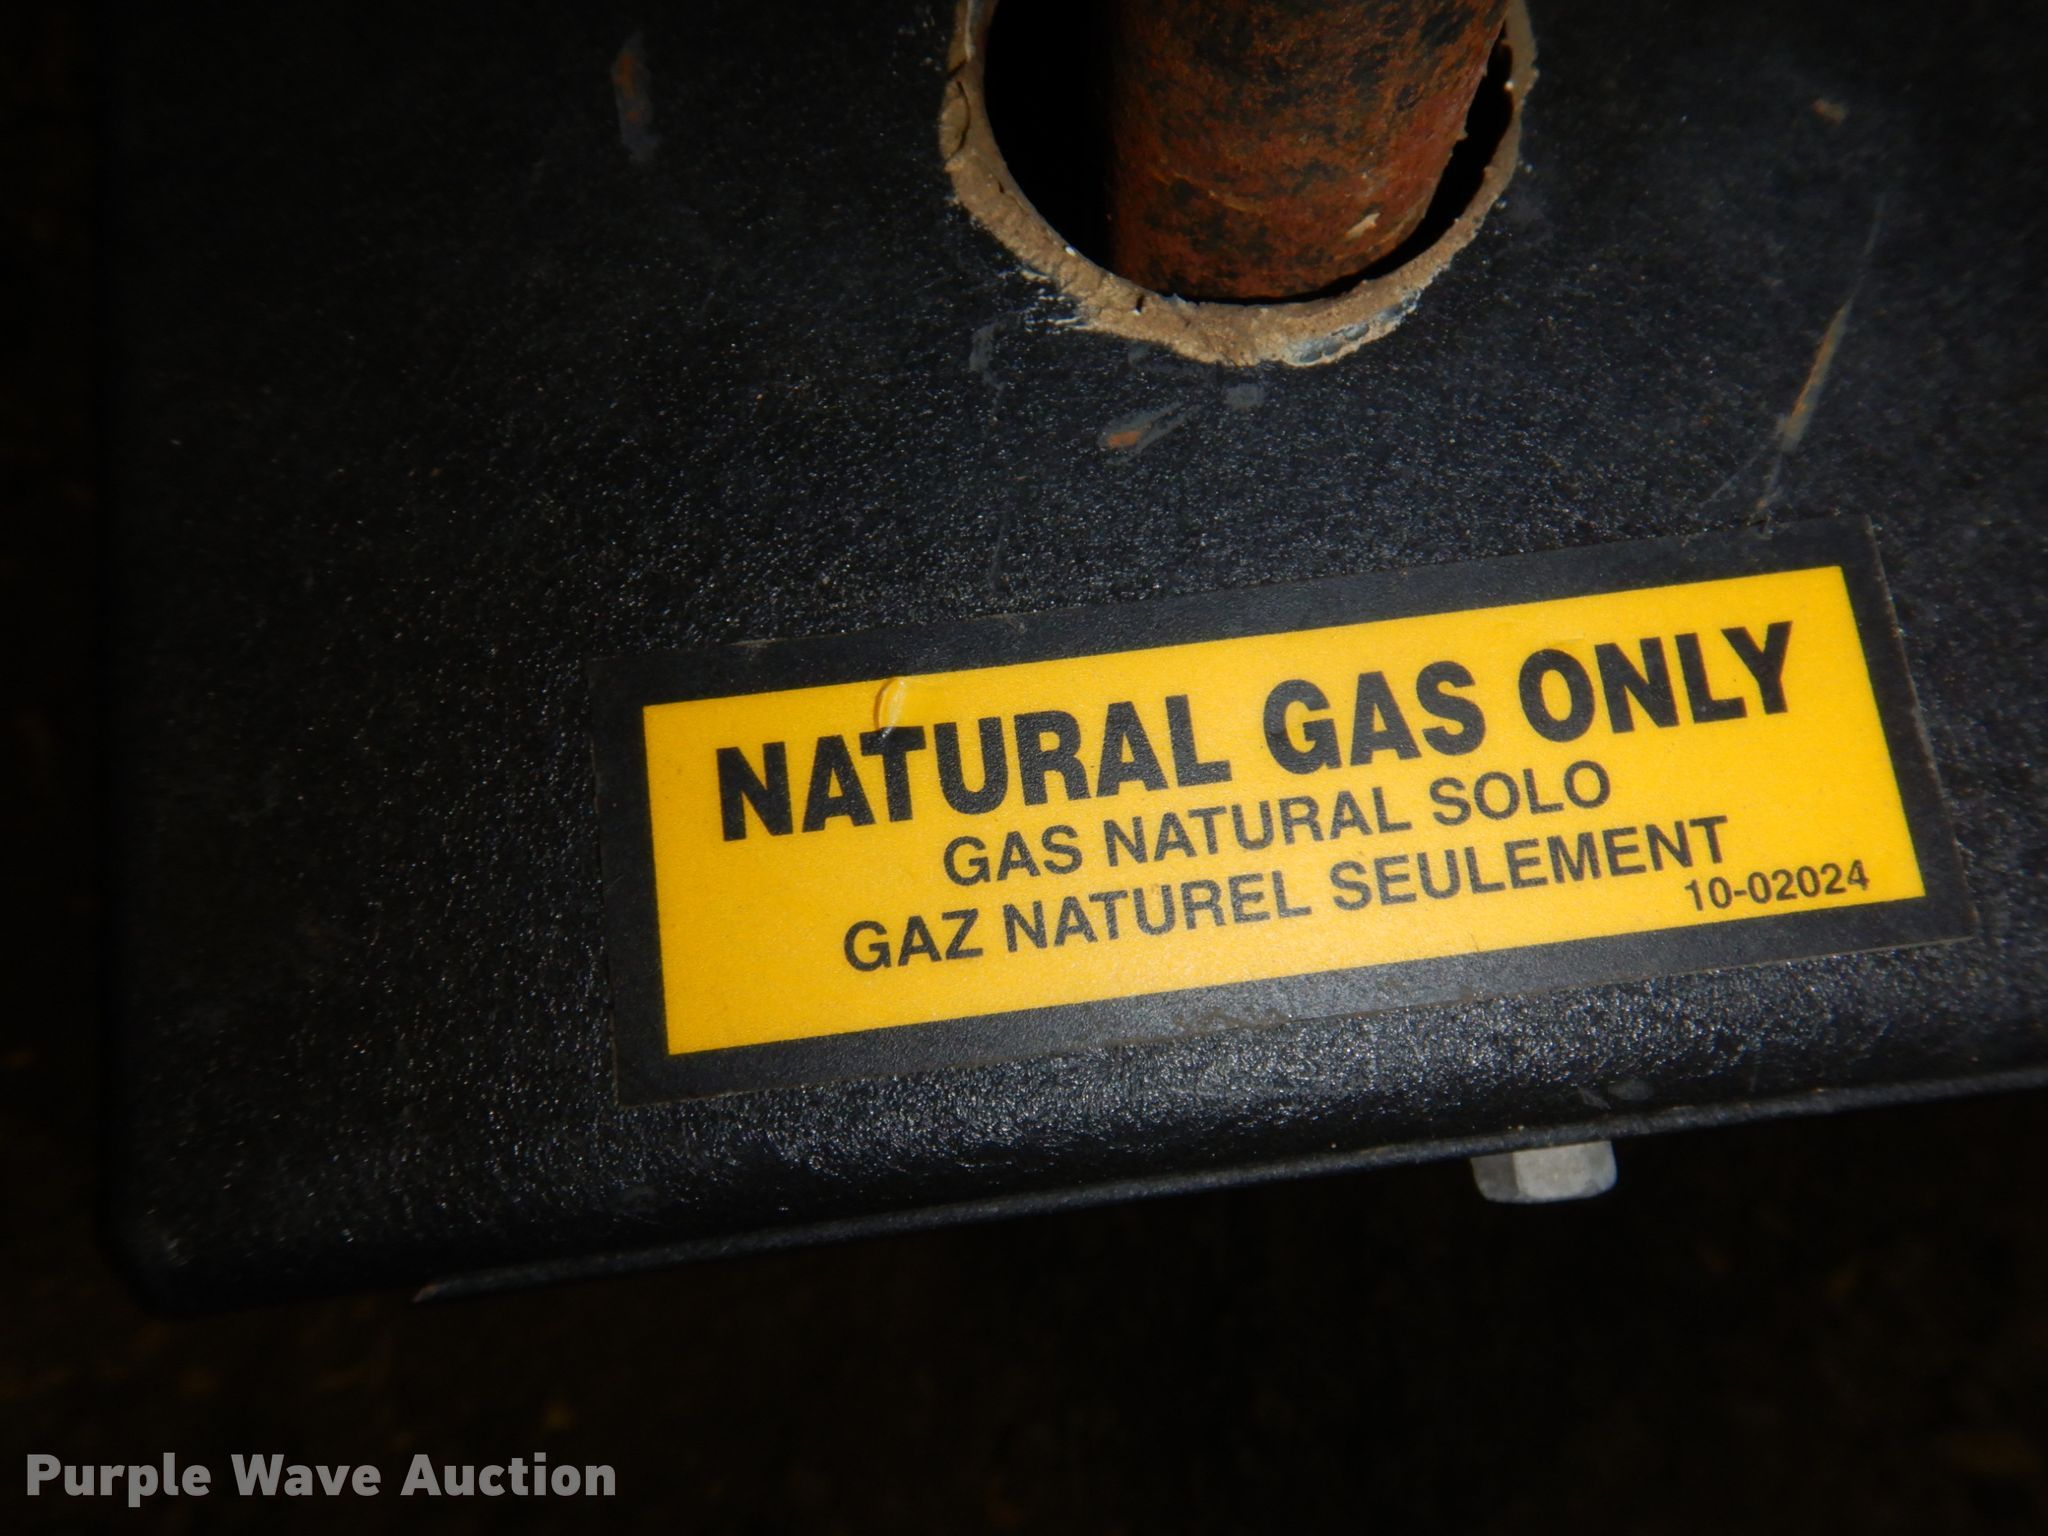 NATURAL GAS ONLY
GAS NATURAL SOLO
GAZ NATUREL SEULEMENT
10-02024
Purple Wave Auction